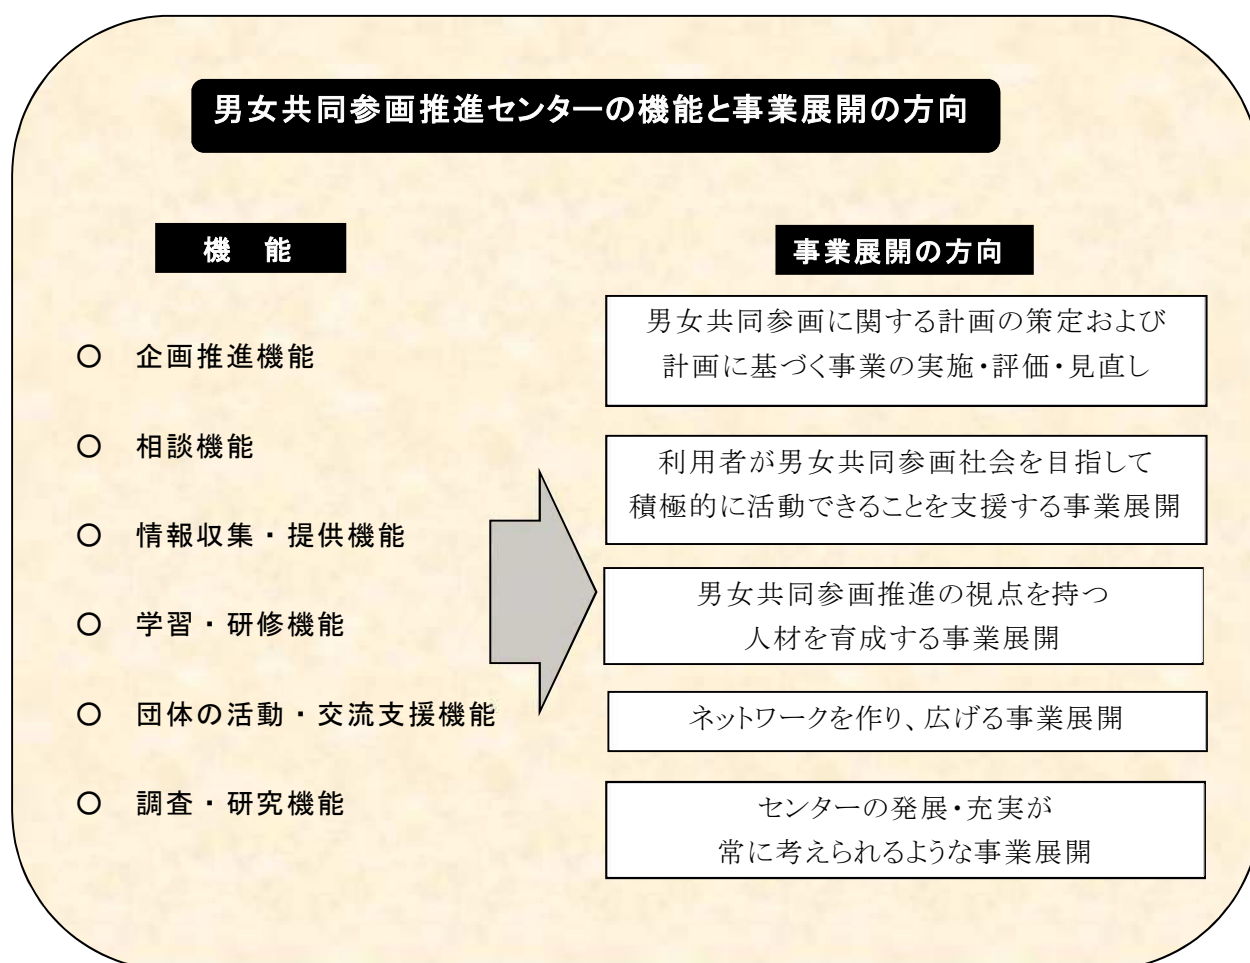 男女共同参画推進センターの機能と事業展開の方向
機　能
○　企画推進機能
○　相談機能
○　情報収集・提供機能
○　学習・研修機能
○　団体の活動・交流支援機能
○　調査・研究機能
事業展開の方向
男女共同参画に関する計画の策定および
計画に基づく事業の実施・評価・見直し
利用者が男女共同参画社会を目指して
積極的に活動できることを支援する事業展開
男女共同参画推進の視点を持つ
人材を育成する事業展開
ネットワークを作り、広げる事業展開
センターの発展・充実が
常に考えられるような事業展開